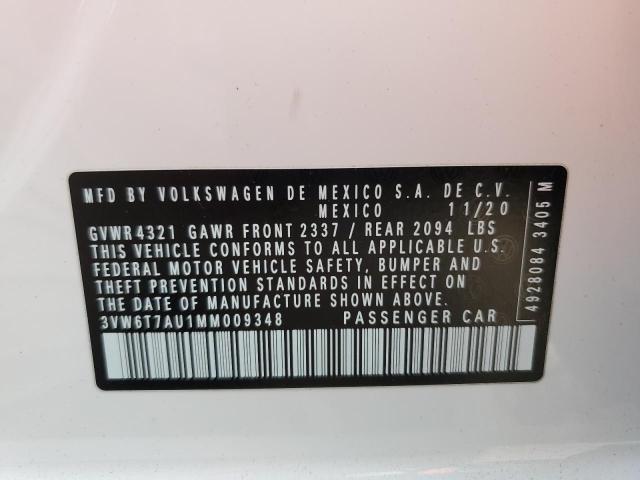 MFD BY VOLKSWAGEN DE MEXICO S.A. DE C.V.
MEXICO 11/20
GVWR 4321 GAWR FRONT 2337 / REAR 2094 LBS
THIS VEHICLE CONFORMS TO ALL APPLICABLE U.S.
FEDERAL MOTOR VEHICLE SAFETY, BUMPER AND
THEFT PREVENTION STANDARDS IN EFFECT ON
THE DATE OF MANUFACTURE SHOWN ABOVE.
3VW6T7AU1MM009348 PASSENGER CAR
4928084 3405 M